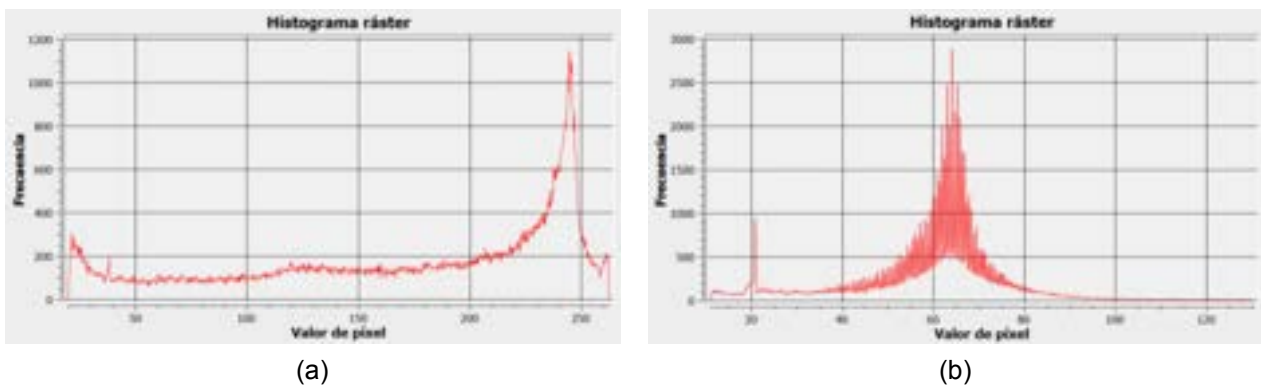 Histograma ráster
1200
1000
800
600
400
200
0
Frecuencia
50 100 150 200 250
Valor de píxel
(a)
Histograma ráster
3000
2500
2000
1500
1000
500
0
Frecuencia
20 40 60 80 100 120
Valor de píxel
(b)